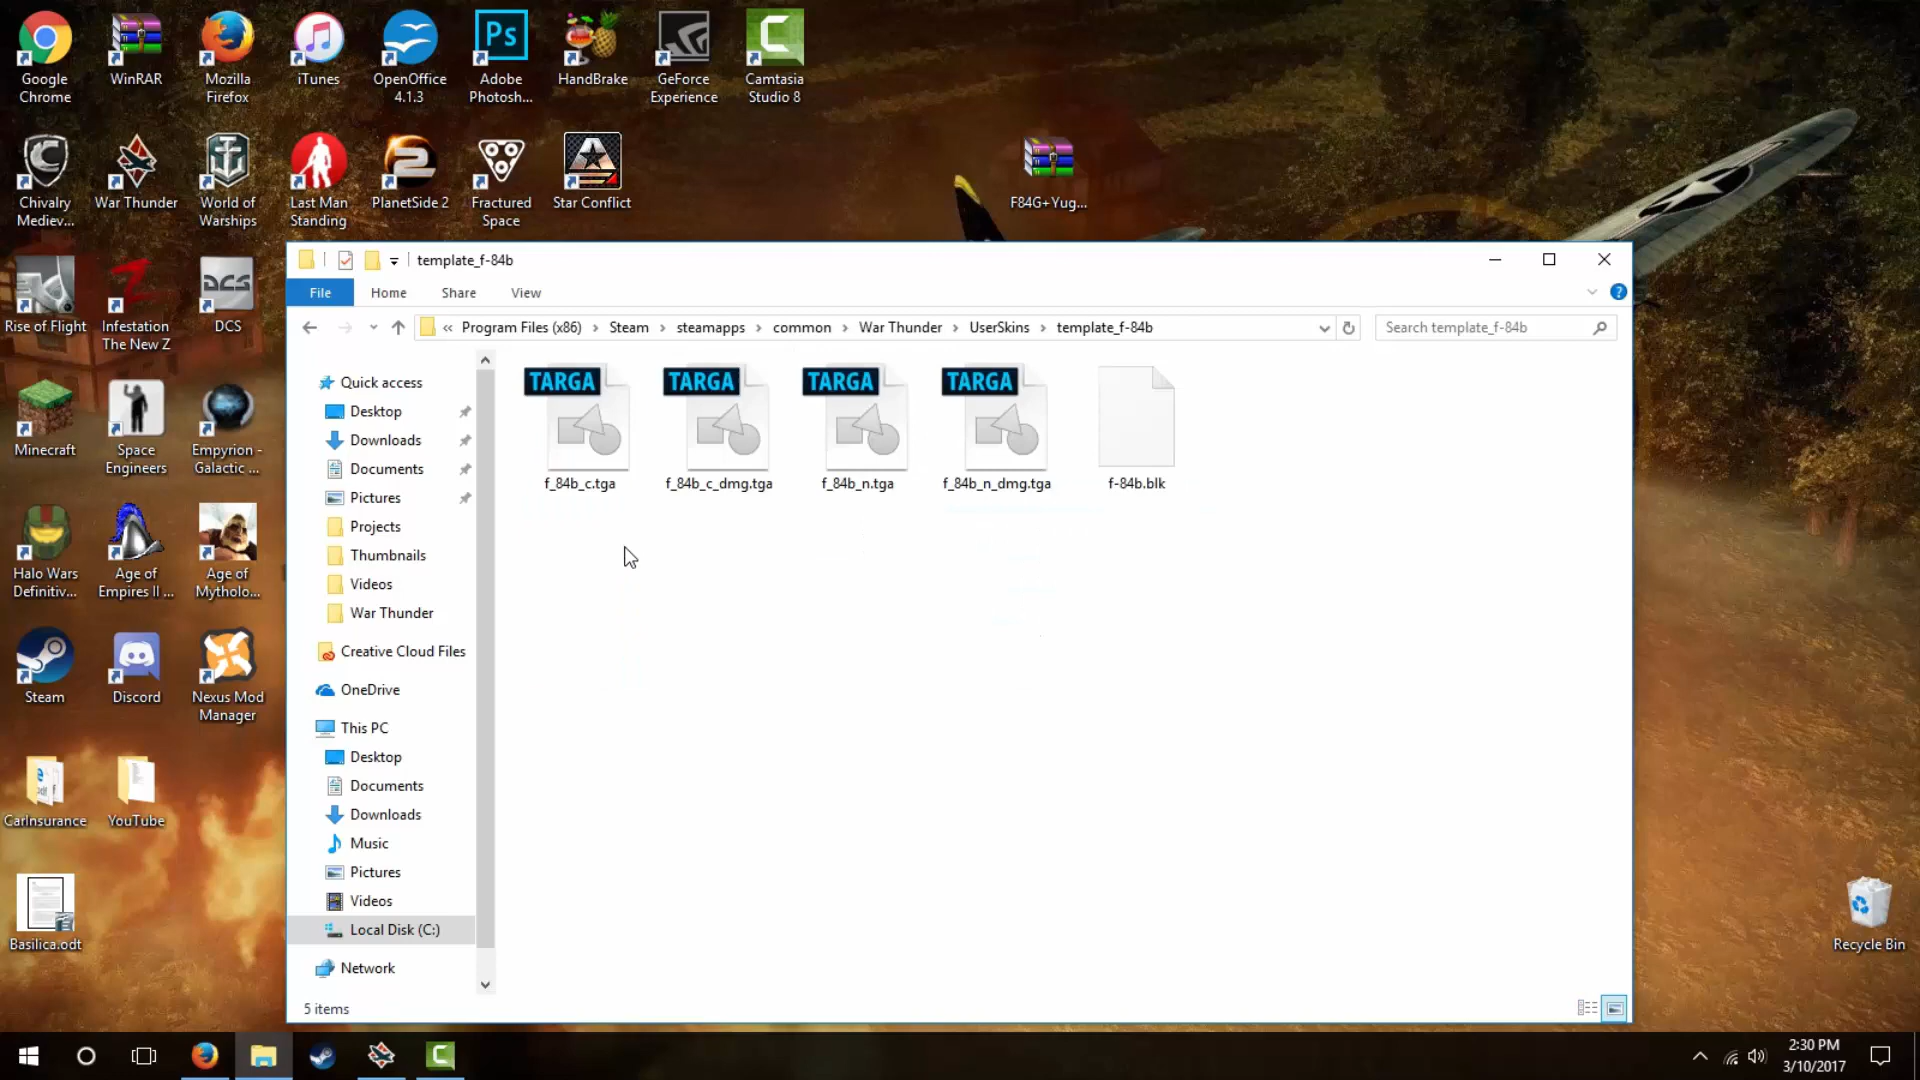 Google
Chrome
WinRAR
Mozilla
Firefox
iTunes
OpenOffice
4.1.3
Ps
Adobe
Photosh...
HandBrake
GeForce
Experience
Camtasia
Studio 8
Chivalry
Mediev...
War Thunder
World of
Warships
Last Man
Standing
PlanetSide 2
Fractured
Space
Star Conflict
F84G+Yug...
Rise of Flight
Infestation
The New Z
DCS
DCS
Minecraft
Space
Engineers
Empyrion -
Galactic ...
Halo Wars
Definitiv...
Age of
Empires II ...
Age of
Mytholo...
Steam
Discord
Nexus Mod
Manager
CarInsurance
YouTube
Basilica.odt
Recycle Bin
template_f-84b
File
Home
Share
View
« Program Files (x86) > Steam > steamapps > common > War Thunder > UserSkins > template_f-84b
Search template_f-84b
Quick access
Desktop
Downloads
Documents
Pictures
Projects
Thumbnails
Videos
War Thunder
Creative Cloud Files
OneDrive
This PC
Desktop
Documents
Downloads
Music
Pictures
Videos
Local Disk (C:)
Network
TARGA
f_84b_c.tga
TARGA
f_84b_c_dmg.tga
TARGA
f_84b_n.tga
TARGA
f_84b_n_dmg.tga
f-84b.blk
5 items
2:30 PM
3/10/2017